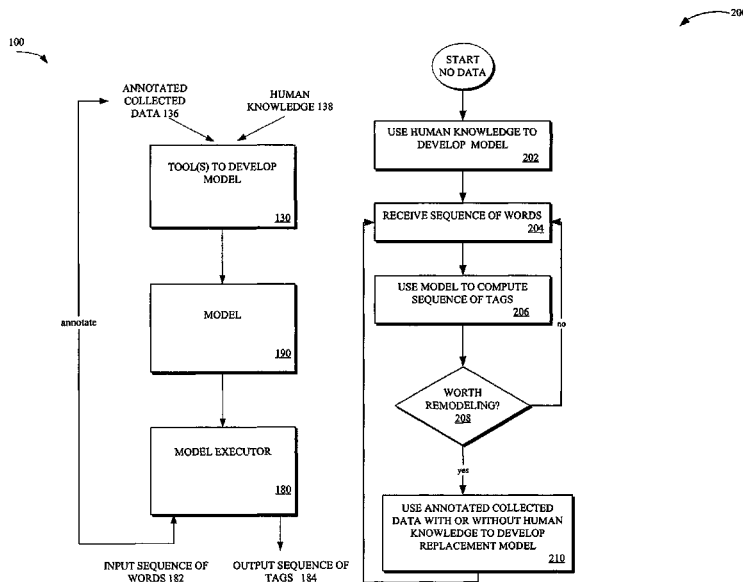 100
ANNOTATED
COLLECTED
DATA 136
HUMAN
KNOWLEDGE 138
TOOL(S) TO DEVELOP
MODEL
130
MODEL
190
annotate
MODEL EXECUTOR
180
INPUT SEQUENCE OF
WORDS 182
OUTPUT SEQUENCE OF
TAGS 184
START
NO DATA
USE HUMAN KNOWLEDGE TO
DEVELOP MODEL
202
RECEIVE SEQUENCE OF WORDS
204
USE MODEL TO COMPUTE
SEQUENCE OF TAGS
206
no
WORTH
REMODELING?
208
yes
USE ANNOTATED COLLECTED
DATA WITH OR WITHOUT HUMAN
KNOWLEDGE TO DEVELOP
REPLACEMENT MODEL
210